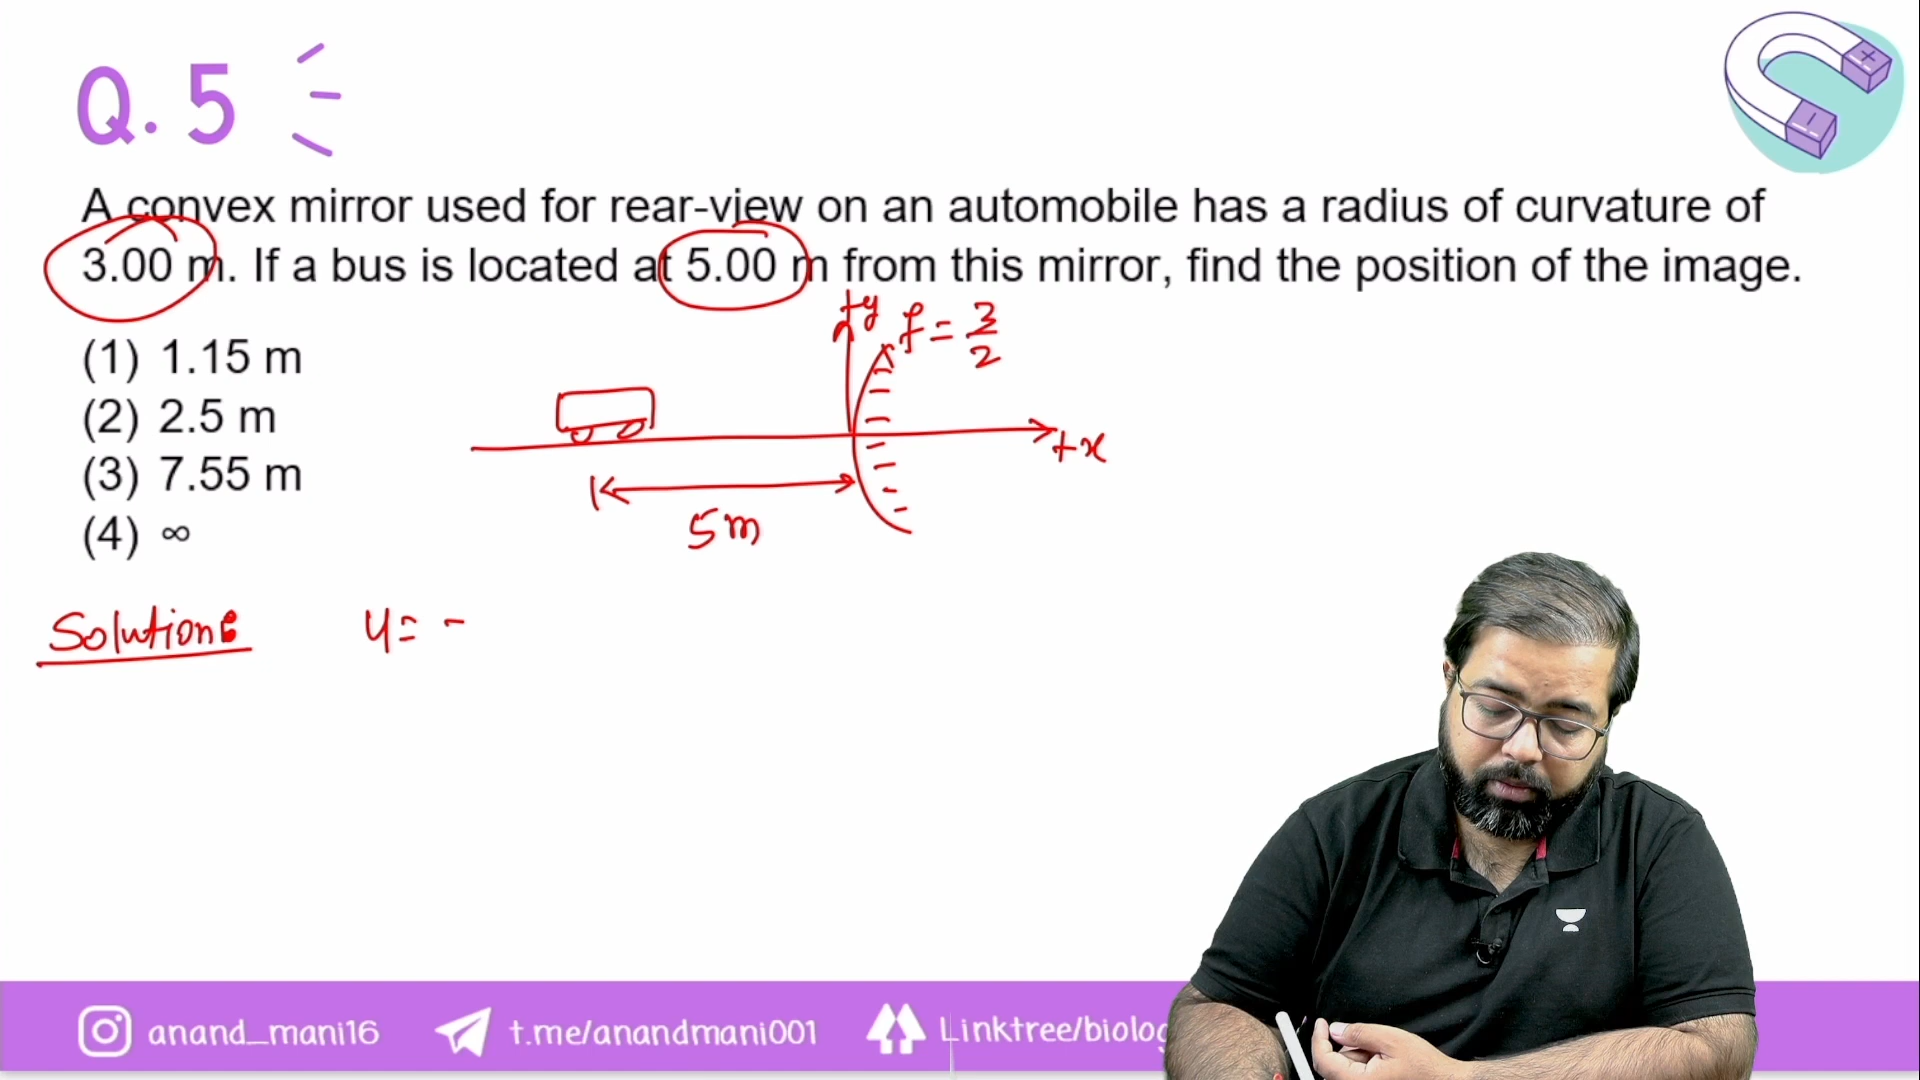 Q. 5
A convex mirror used for rear-view on an automobile has a radius of curvature of
3.00 m. If a bus is located at 5.00 m from this mirror, find the position of the image.
(1) 1.15 m
(2) 2.5 m
(3) 7.55 m
(4) ∞
+y
f = 3/2
+x
5m
Solution:
u= -
anand_mani16
t.me/anandmani001
Linktree/biolog